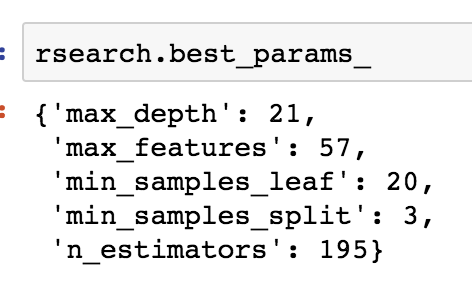 rsearch.best_params_
{'max_depth': 21,
'max_features': 57,
'min_samples_leaf': 20,
'min_samples_split': 3,
'n_estimators': 195}